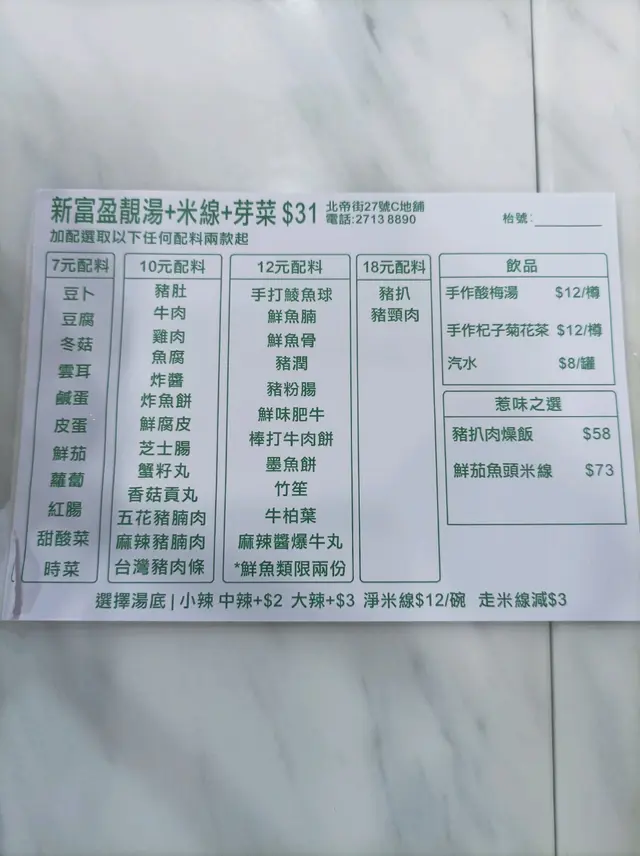 新富盈靚湯+米線+芽菜 $31
北帝街27號C地舖
電話:2713 8890
枱號:
加配選取以下任何配料兩款起
7元配料
豆卜
豆腐
冬菇
雲耳
鹹蛋
皮蛋
鮮茄
蘿蔔
紅腸
甜酸菜
時菜
10元配料
豬肚
牛肉
雞肉
魚腐
炸醬
炸魚餅
鮮腐皮
芝士腸
蟹籽丸
香菇貢丸
五花豬腩肉
麻辣豬腩肉
台灣豬肉條
12元配料
手打鯪魚球
鮮魚腩
鮮魚骨
豬潤
豬粉腸
鮮味肥牛
棒打牛肉餅
墨魚餅
竹笙
牛柏葉
麻辣醬爆牛丸
*鮮魚類限兩份
18元配料
豬扒
豬頸肉
飲品
手作酸梅湯 $12/樽
手作杞子菊花茶 $12/樽
汽水 $8/罐
惹味之選
豬扒肉燥飯 $58
鮮茄魚頭米線 $73
選擇湯底 | 小辣 中辣+$2 大辣+$3 淨米線$12/碗 走米線減$3